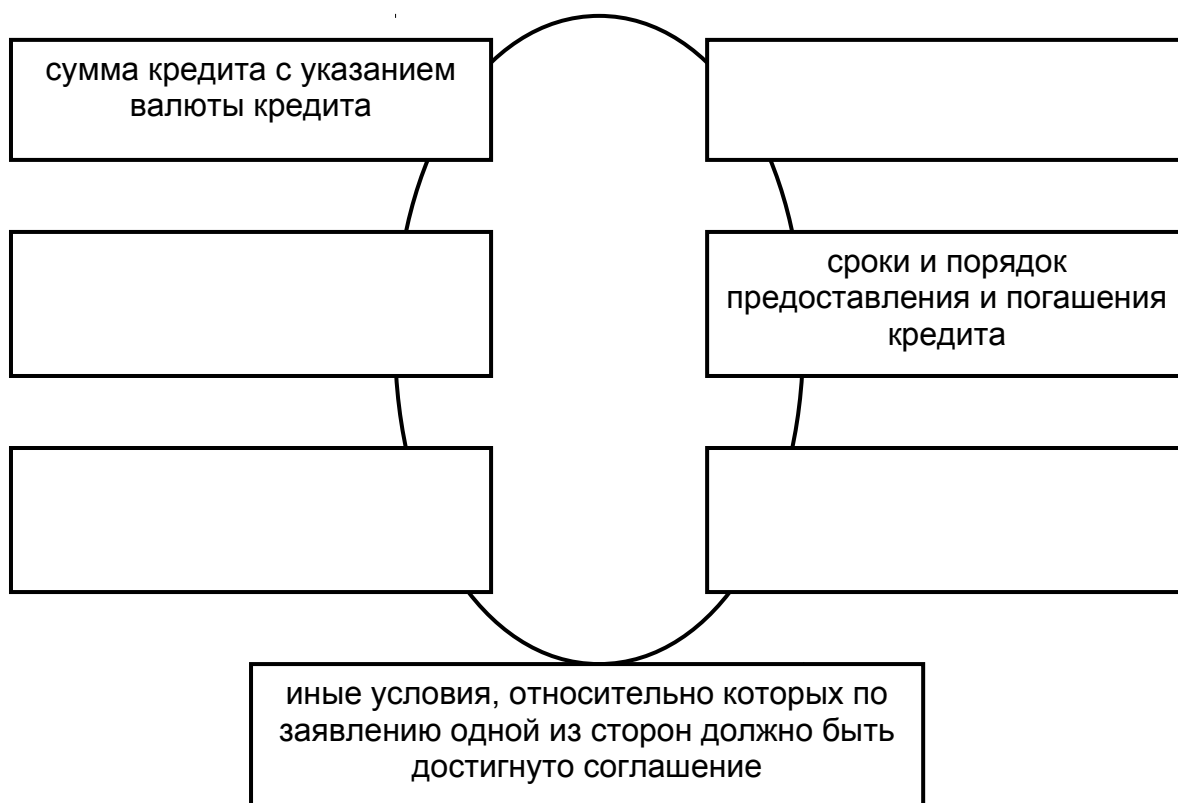 сумма кредита с указанием
валюты кредита
сроки и порядок
предоставления и погашения
кредита
иные условия, относительно которых по
заявлению одной из сторон должно быть
достигнуто соглашение